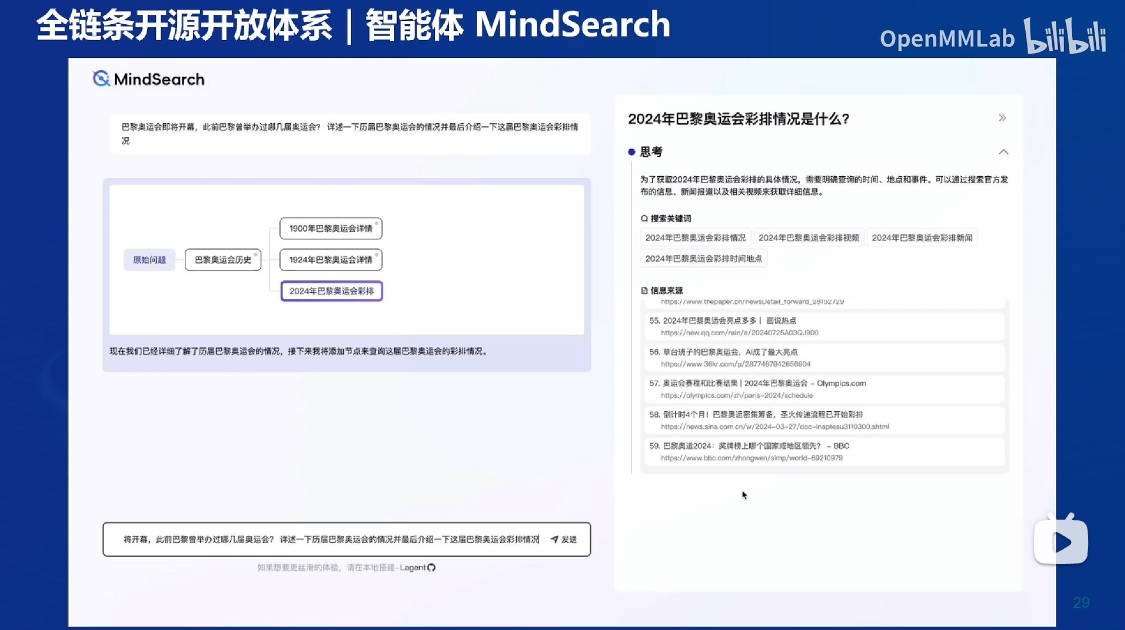 全链条开源开放体系 | 智能体 MindSearch
OpenMMLab bilibili
MindSearch
巴黎奥运会即将开幕，此前巴黎曾举办过哪几届奥运会？ 详述一下历届巴黎奥运会的情况并最后介绍一下这届巴黎奥运会彩排情
况
原始问题
巴黎奥运会历史
1900年巴黎奥运会详情
1924年巴黎奥运会详情
2024年巴黎奥运会彩排
现在我们已经详细了解了历届巴黎奥运会的情况，接下来我将添加节点来查询这届巴黎奥运会的彩排情况。
将开幕，此前巴黎曾举办过哪几届奥运会？ 详述一下历届巴黎奥运会的情况并最后介绍一下这届巴黎奥运会彩排情况
发送
如果想要更丝滑的体验，请在本地搭建-Lagent
2024年巴黎奥运会彩排情况是什么？
思考
为了获取2024年巴黎奥运会彩排的具体情况，需要明确查询的时间、地点和事件。可以通过搜索官方发
布的信息、新闻报道以及相关视频来获取详细信息。
搜索关键词
2024年巴黎奥运会彩排情况 2024年巴黎奥运会彩排视频 2024年巴黎奥运会彩排新闻
2024年巴黎奥运会彩排时间地点
信息来源
https://www.thepaper.cn/newsDetail_forward_28152729
55. 2024年巴黎奥运会亮点多多丨 面说热点
https://new.qq.com/rain/a/20240725A03QJ900
56. 草台班子的巴黎奥运会，AI成了最大亮点
https://www.36kr.com/p/2877467942656804
57. 奥运会赛程和比赛结果 | 2024年巴黎奥运会 - Olympics.com
https://olympics.com/zh/paris-2024/schedule
58. 倒计时4个月！巴黎奥运密集筹备，圣火传递流程已开始彩排
https://news.sina.com.cn/w/2024-03-27/doc-inaptesu3110300.shtml
59. 巴黎奥运2024：奖牌榜上哪个国家或地区领先？ - BBC
https://www.bbc.com/zhongwen/simp/world-69210979
29